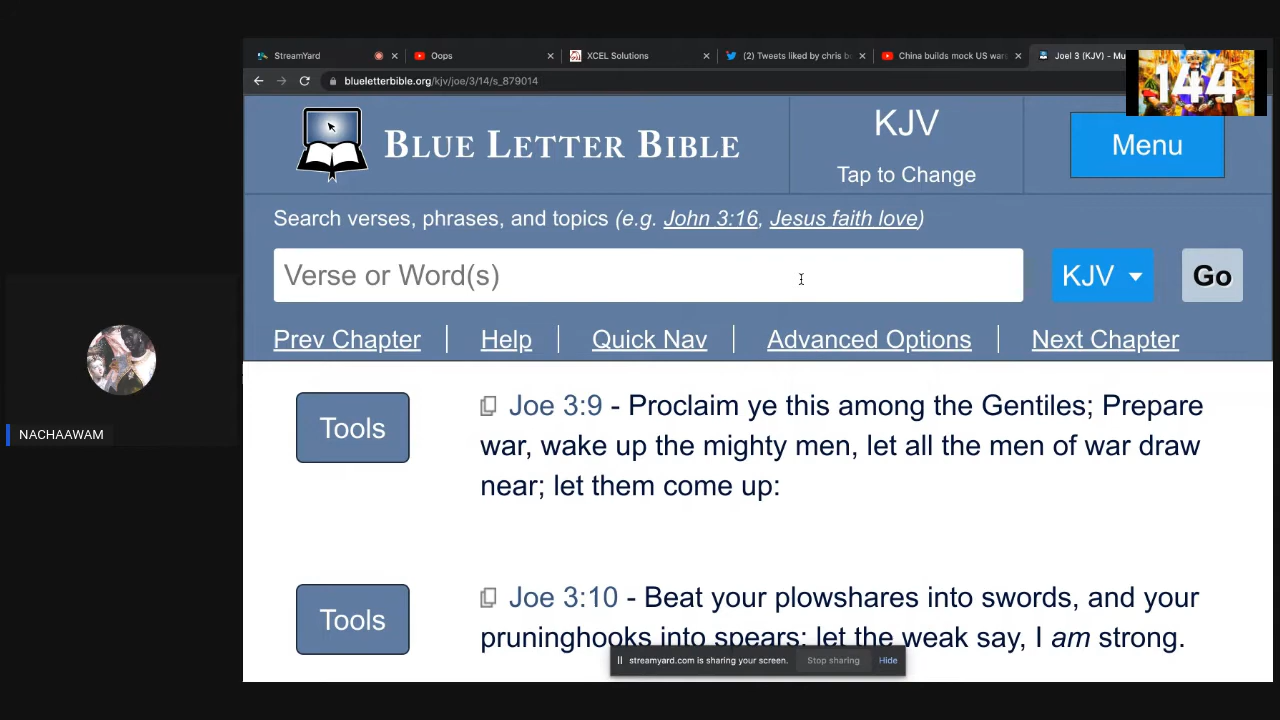 StreamYard
Oops
XCEL Solutions
(2) Tweets liked by chris b
China builds mock US wars
Joel 3 (KJV) - Mu
blueletterbible.org/kjv/joe/3/14/s_879014
144
BLUE LETTER BIBLE
KJV
Tap to Change
Menu
Search verses, phrases, and topics (e.g. John 3:16, Jesus faith love)
Verse or Word(s)
KJV
Go
Prev Chapter
Help
Quick Nav
Advanced Options
Next Chapter
Tools
Joe 3:9 - Proclaim ye this among the Gentiles; Prepare
war, wake up the mighty men, let all the men of war draw
near; let them come up:
NACHAAWAM
Tools
Joe 3:10 - Beat your plowshares into swords, and your
pruninghooks into spears: let the weak say, I am strong.
streamyard.com is sharing your screen.
Stop sharing
Hide